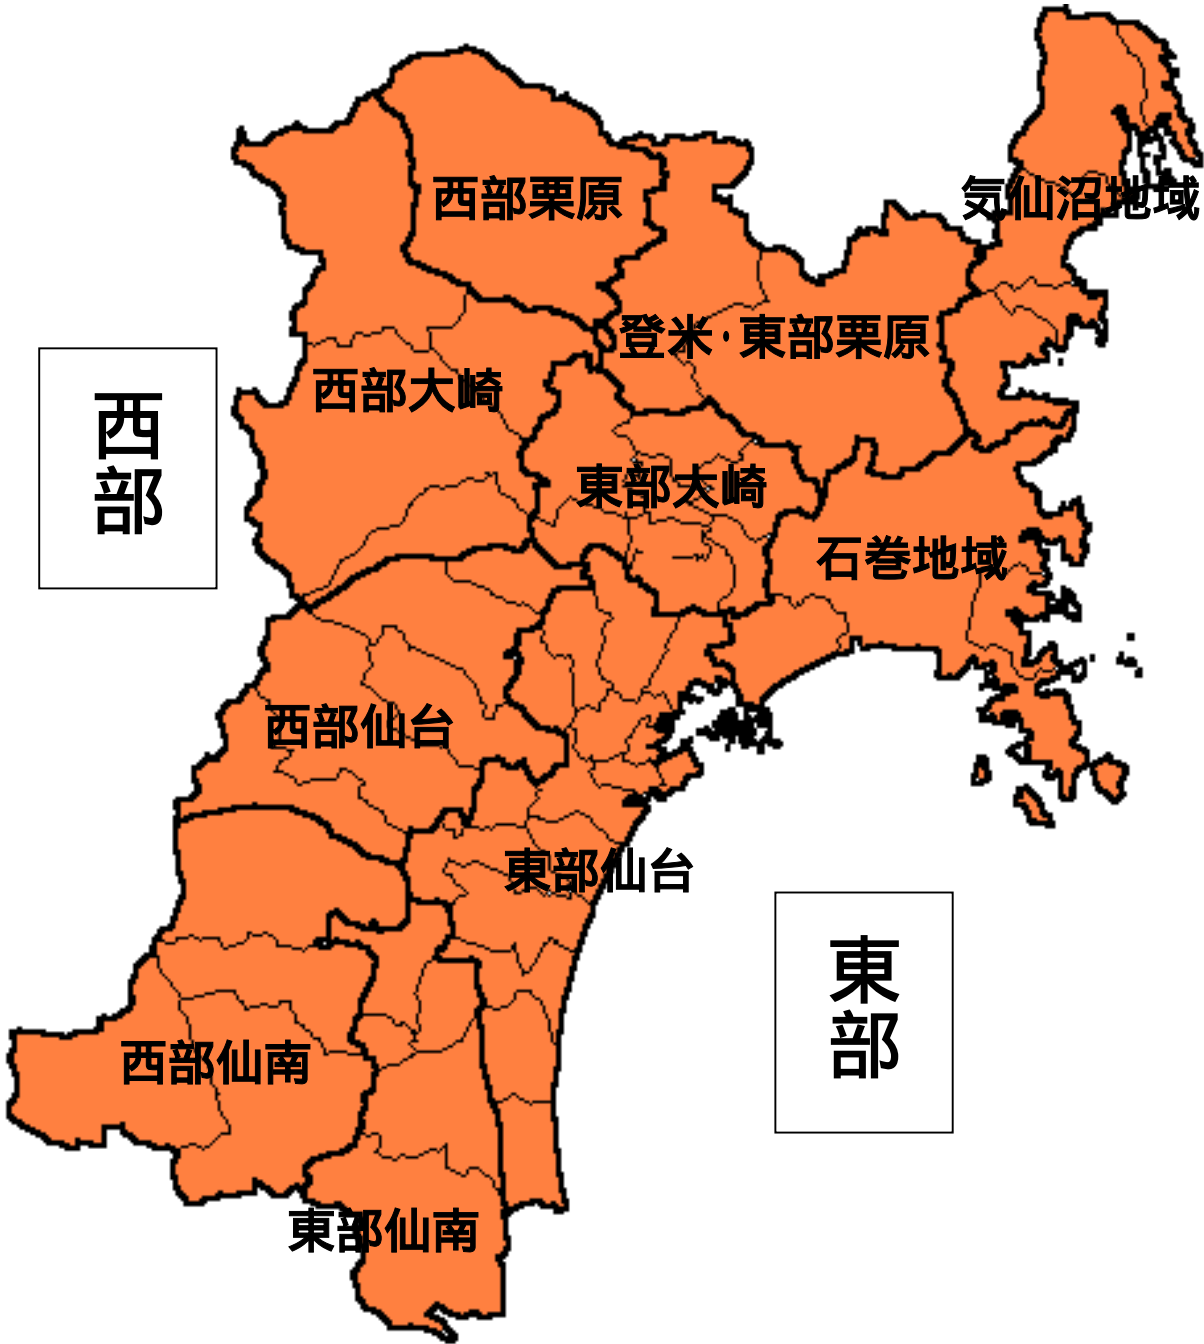 西部栗原
気仙沼地域
登米・東部栗原
西部大崎
西部
東部大崎
石巻地域
西部仙台
東部仙台
東部
西部仙南
東部仙南